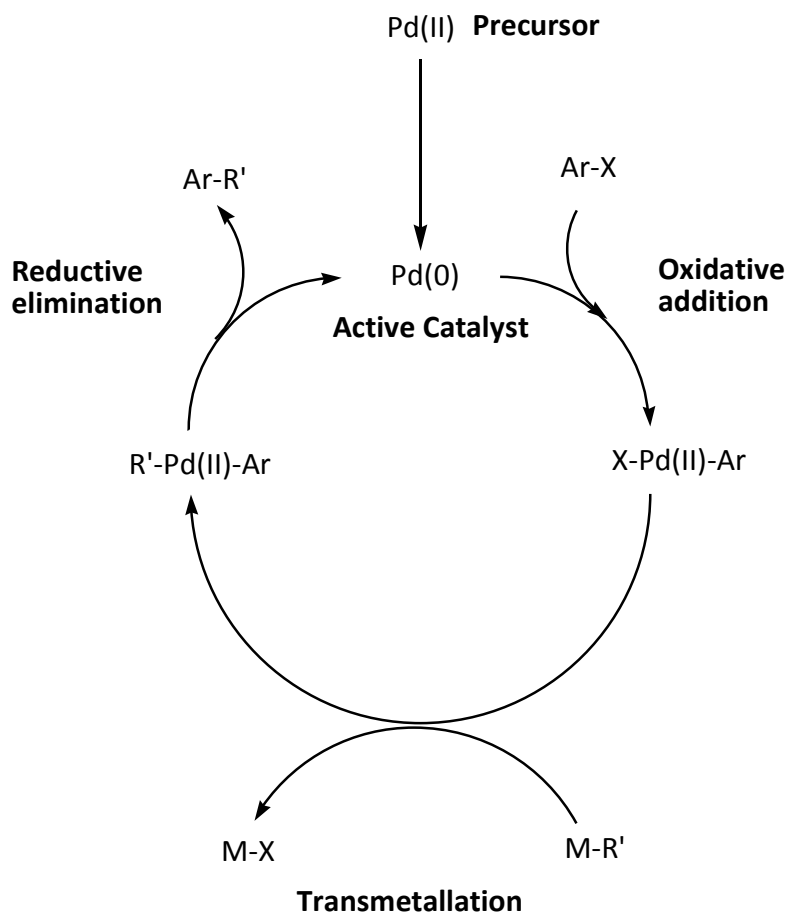 Pd(II) Precursor
Ar-R'
Ar-X
Reductive
elimination
Pd(0)
Oxidative
addition
Active Catalyst
R'-Pd(II)-Ar
X-Pd(II)-Ar
M-X
M-R'
Transmetallation